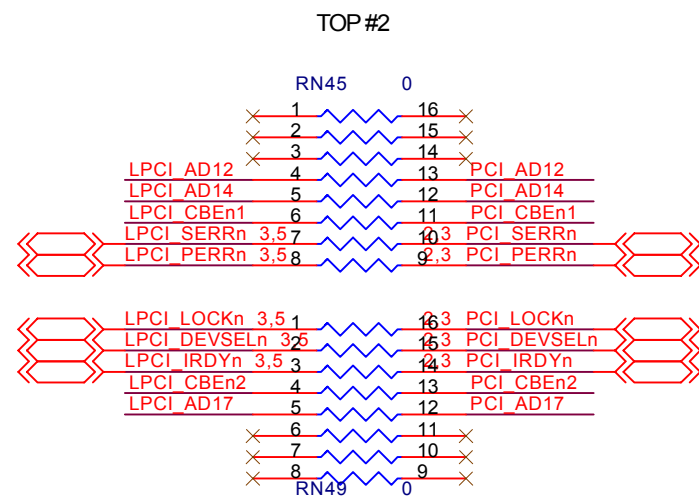 TOP #2
RN45 0
1 16
2 15
3 14
LPCI_AD12 4 13 PCI_AD12
LPCI_AD14 5 12 PCI_AD14
LPCI_CBEn1 6 11 PCI_CBEn1
LPCI_SERRn 3,5 7 10 2,3 PCI_SERRn
LPCI_PERRn 3,5 8 9 2,3 PCI_PERRn
LPCI_LOCKn 3,5 1 16 2,3 PCI_LOCKn
LPCI_DEVSELn 3,5 2 15 2,3 PCI_DEVSELn
LPCI_IRDYn 3,5 3 14 2,3 PCI_IRDYn
LPCI_CBEn2 4 13 PCI_CBEn2
LPCI_AD17 5 12 PCI_AD17
6 11
7 10
8 9
RN49 0